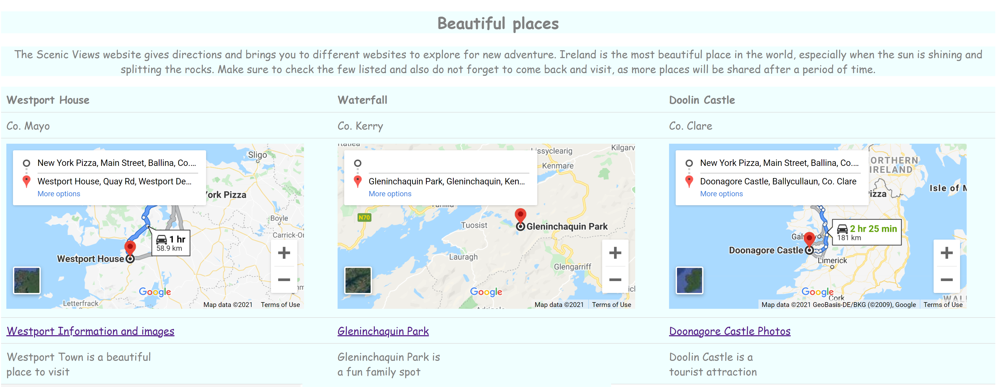 Beautiful places
The Scenic Views website gives directions and brings you to different websites to explore for new adventure. Ireland is the most beautiful place in the world, especially when the sun is shining and
splitting the rocks. Make sure to check the few listed and also do not forget to come back and visit, as more places will be shared after a period of time.
Westport House
Waterfall
Doolin Castle
Co. Mayo
Co. Kerry
Co. Clare
New York Pizza, Main Street, Ballina, Co....
Westport House, Quay Rd, Westport De...
More options
Sligo
York Pizza
Boyle
Carrick-O
1 hr
58.9 km
Westport House
Letterfrack
Google
Map data ©2021
Terms of Use
Gleninchaquin Park, Gleninchaquin, Ken...
More options
issyclearig
Kilgarv
Kenmare
N70
Tuosist
Gleninchaquin Park
Lauragh
Glengarriff
Google
Map data ©2021
Terms of Use
New York Pizza, Main Street, Ballina, Co....
Doonagore Castle, Ballycullaun, Co. Clare
More options
ORTHERN
IRELAND
Pizza
Isle of M
2 hr 25 min
181 km
Gal
y
Doonagore Castle
Limerick
Google
Cork
WAL
Map data ©2021 GeoBasis-DE/BKG (©2009), Google
Terms of Use
Westport Information and images
Gleninchaquin Park
Doonagore Castle Photos
Westport Town is a beautiful
place to visit
Gleninchaquin Park is
a fun family spot
Doolin Castle is a
tourist attraction